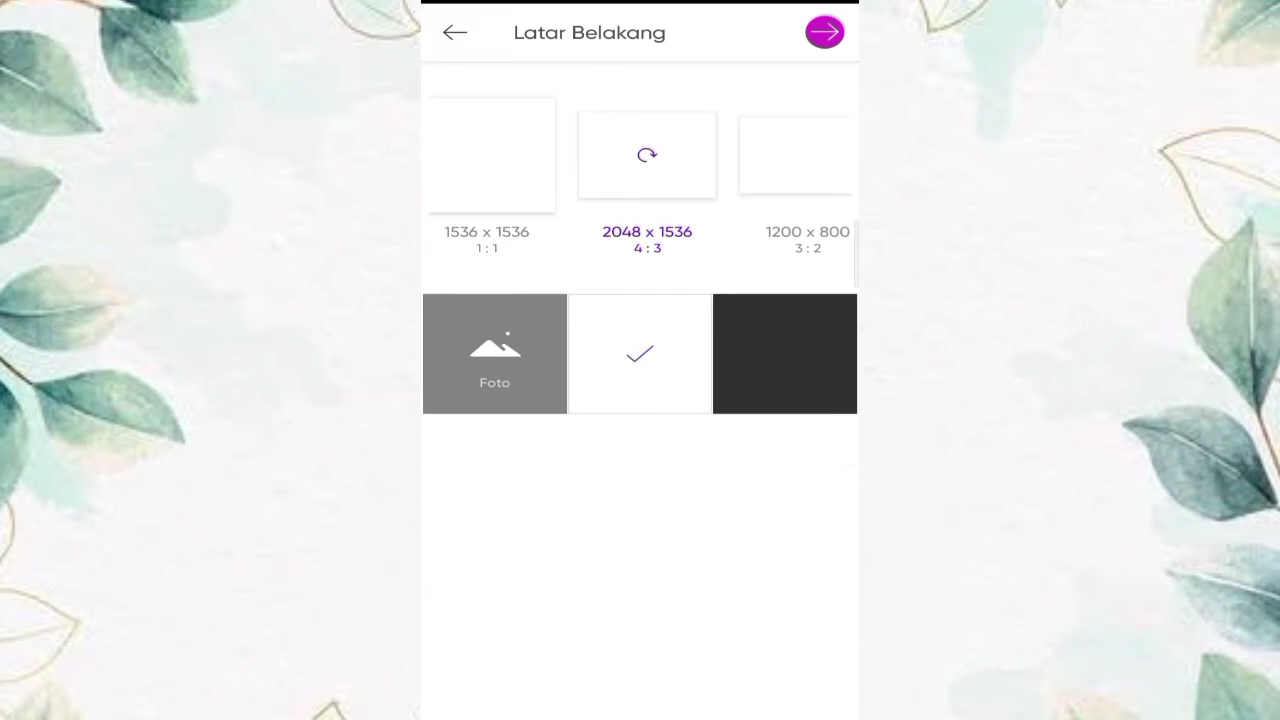 Latar Belakang
1536 x 1536
1 : 1
2048 x 1536
4 : 3
1200 x 800
3 : 2
Foto